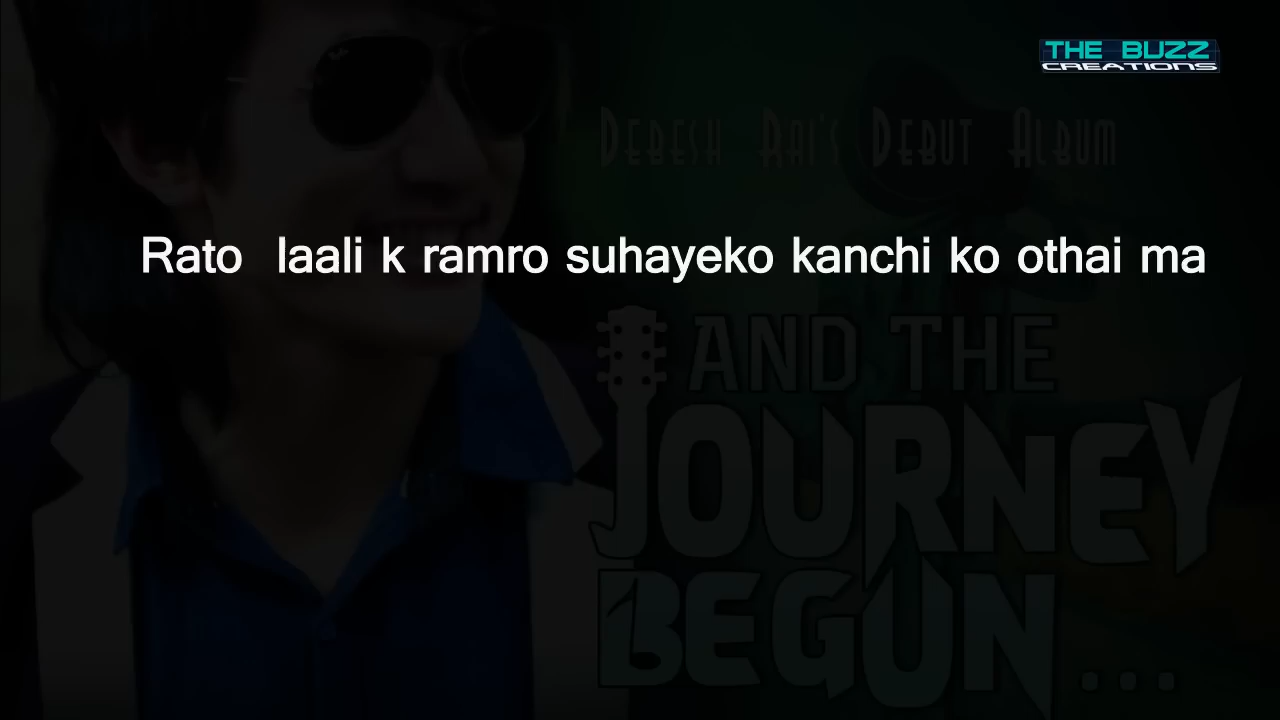 THE BUZZ
CREATIONS
DEBESH RAI'S DEBUT ALBUM
Rato laali k ramro suhayeko kanchi ko othai ma
AND THE
JOURNEY
BEGUN...